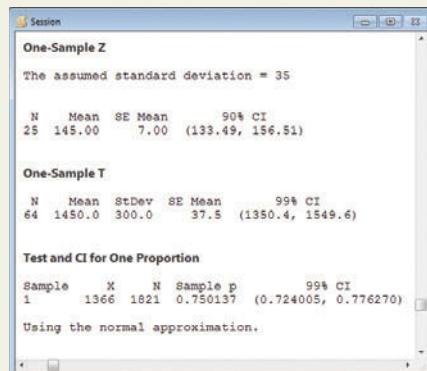 Session
One-Sample Z
The assumed standard deviation = 35
N Mean SE Mean 90% CI
25 145.00 7.00 (133.49, 156.51)
One-Sample T
N Mean StDev SE Mean 99% CI
64 1450.0 300.0 37.5 (1350.4, 1549.6)
Test and CI for One Proportion
Sample X N Sample p 99% CI
1 1366 1821 0.750137 (0.724005, 0.776270)
Using the normal approximation.